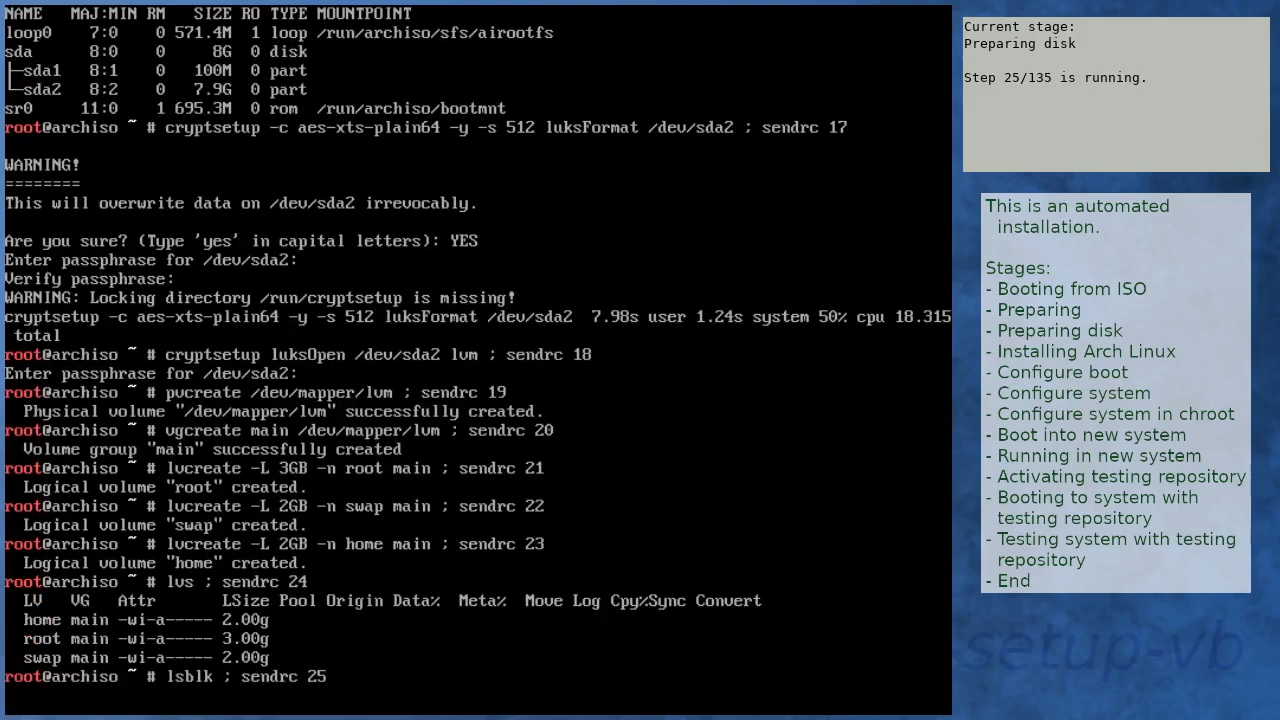 NAME   MAJ:MIN RM   SIZE RO TYPE MOUNTPOINT
loop0    7:0    0 571.4M  1 loop /run/archiso/sfs/airootfs
sda      8:0    0     8G  0 disk
├─sda1   8:1    0   100M  0 part
└─sda2   8:2    0   7.9G  0 part
sr0     11:0    1 695.3M  0 rom  /run/archiso/bootmnt
root@archiso ~ # cryptsetup -c aes-xts-plain64 -y -s 512 luksFormat /dev/sda2 ; sendrc 17
WARNING!
========
This will overwrite data on /dev/sda2 irrevocably.
Are you sure? (Type 'yes' in capital letters): YES
Enter passphrase for /dev/sda2:
Verify passphrase:
WARNING: Locking directory /run/cryptsetup is missing!
cryptsetup -c aes-xts-plain64 -y -s 512 luksFormat /dev/sda2  7.98s user 1.24s system 50% cpu 18.315
 total
root@archiso ~ # cryptsetup luksOpen /dev/sda2 lvm ; sendrc 18
Enter passphrase for /dev/sda2:
root@archiso ~ # pvcreate /dev/mapper/lvm ; sendrc 19
  Physical volume "/dev/mapper/lvm" successfully created.
root@archiso ~ # vgcreate main /dev/mapper/lvm ; sendrc 20
  Volume group "main" successfully created
root@archiso ~ # lvcreate -L 3GB -n root main ; sendrc 21
  Logical volume "root" created.
root@archiso ~ # lvcreate -L 2GB -n swap main ; sendrc 22
  Logical volume "swap" created.
root@archiso ~ # lvcreate -L 2GB -n home main ; sendrc 23
  Logical volume "home" created.
root@archiso ~ # lvs ; sendrc 24
  LV   VG   Attr       LSize Pool Origin Data%  Meta%  Move Log Cpy%Sync Convert
  home main -wi-a----- 2.00g
  root main -wi-a----- 3.00g
  swap main -wi-a----- 2.00g
root@archiso ~ # lsblk ; sendrc 25
Current stage:
Preparing disk
Step 25/135 is running.
This is an automated
installation.
Stages:
- Booting from ISO
- Preparing
- Preparing disk
- Installing Arch Linux
- Configure boot
- Configure system
- Configure system in chroot
- Boot into new system
- Running in new system
- Activating testing repository
- Booting to system with
testing repository
- Testing system with testing
repository
- End
setup-vb